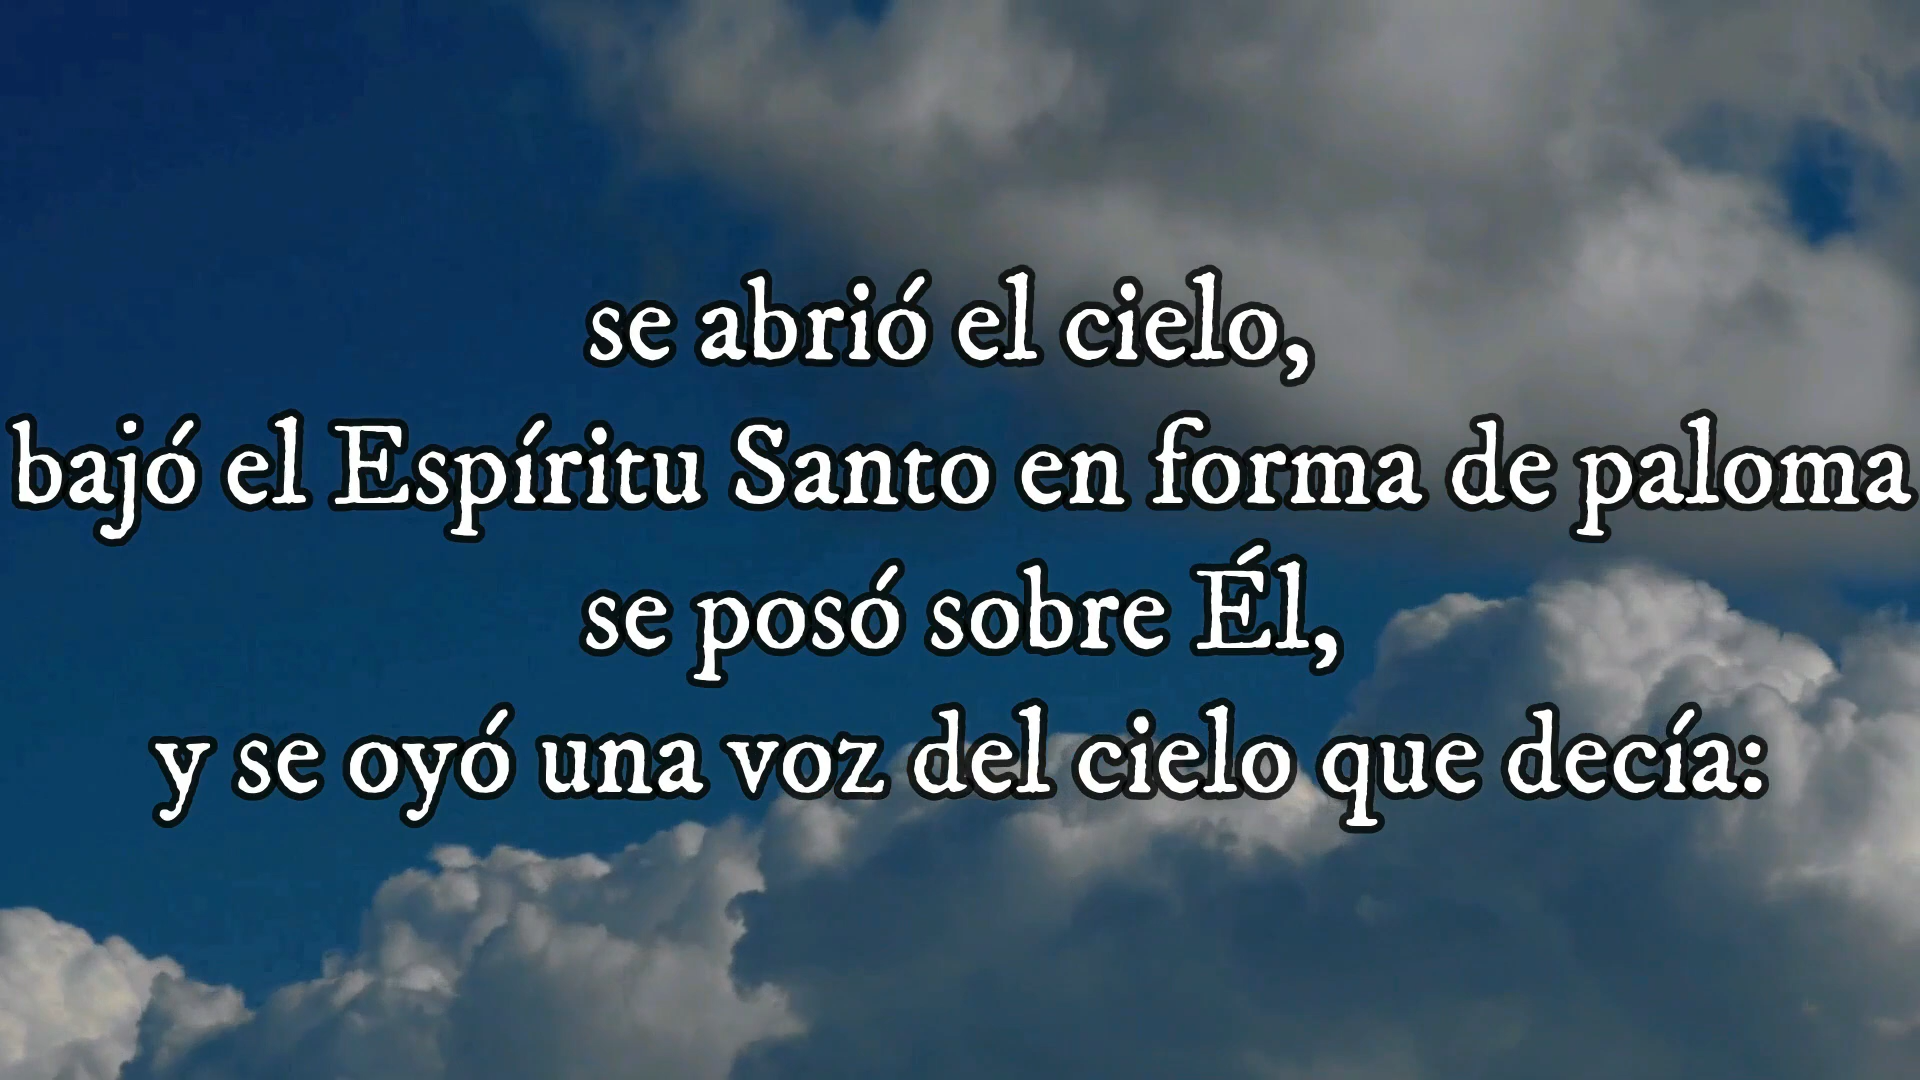 se abrió el cielo,
bajó el Espíritu Santo en forma de paloma
se posó sobre Él,
y se oyó una voz del cielo que decía: